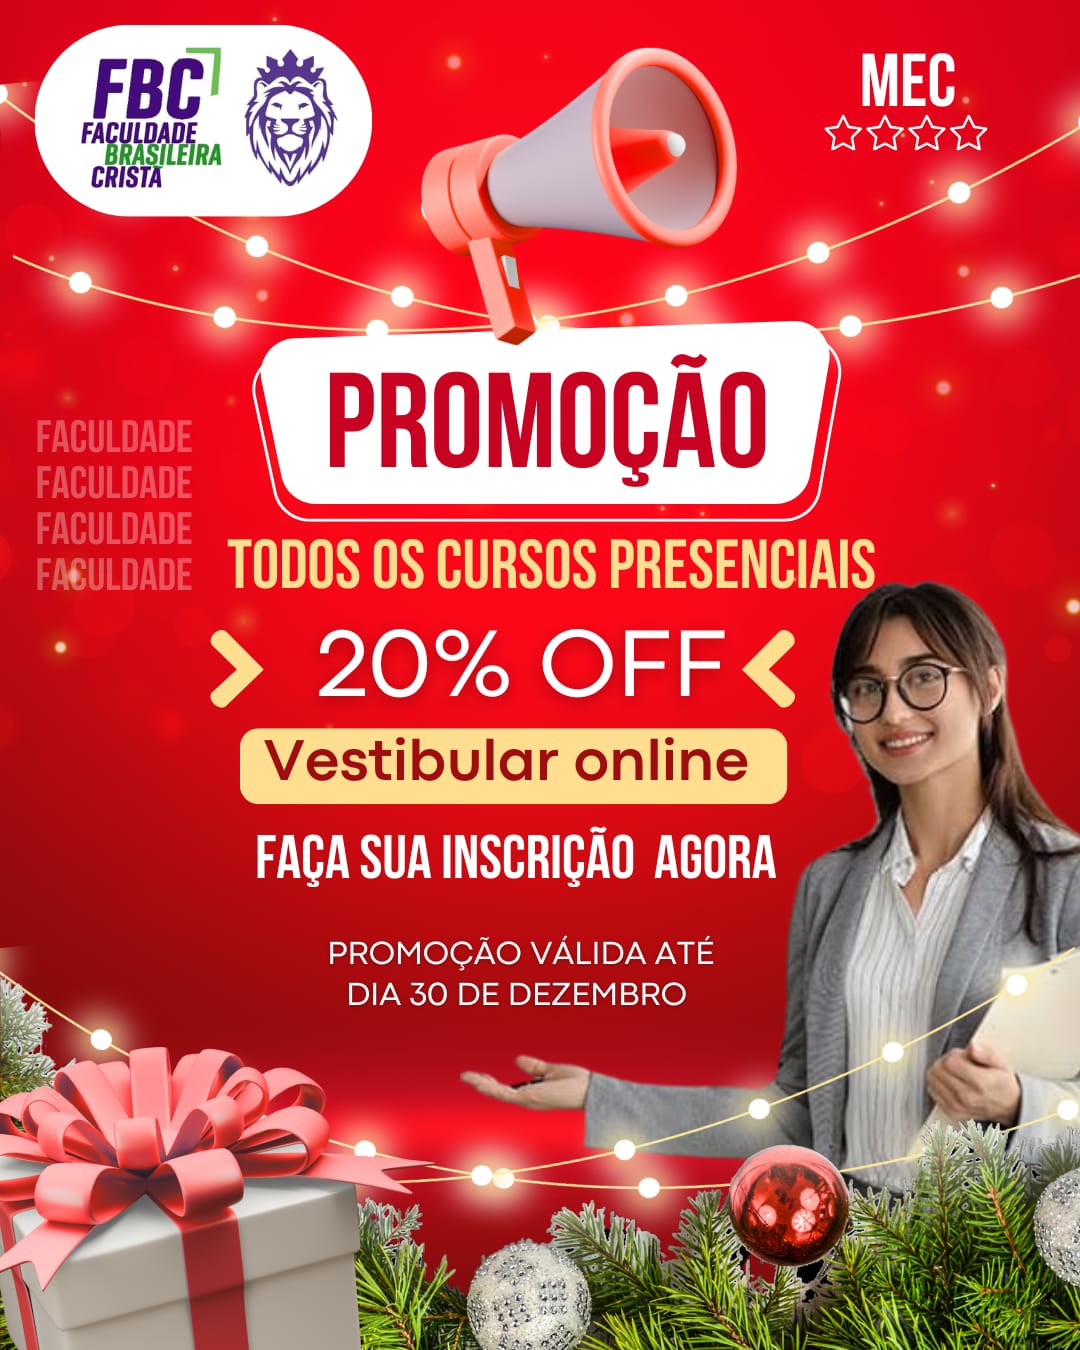 FBC
FACULDADE
BRASILEIRA
CRISTÃ
MEC
PROMOÇÃO
FACULDADE
FACULDADE
FACULDADE
FACULDADE
TODOS OS CURSOS PRESENCIAIS
20% OFF
Vestibular online
FAÇA SUA INSCRIÇÃO AGORA
PROMOÇÃO VÁLIDA ATÉ
DIA 30 DE DEZEMBRO